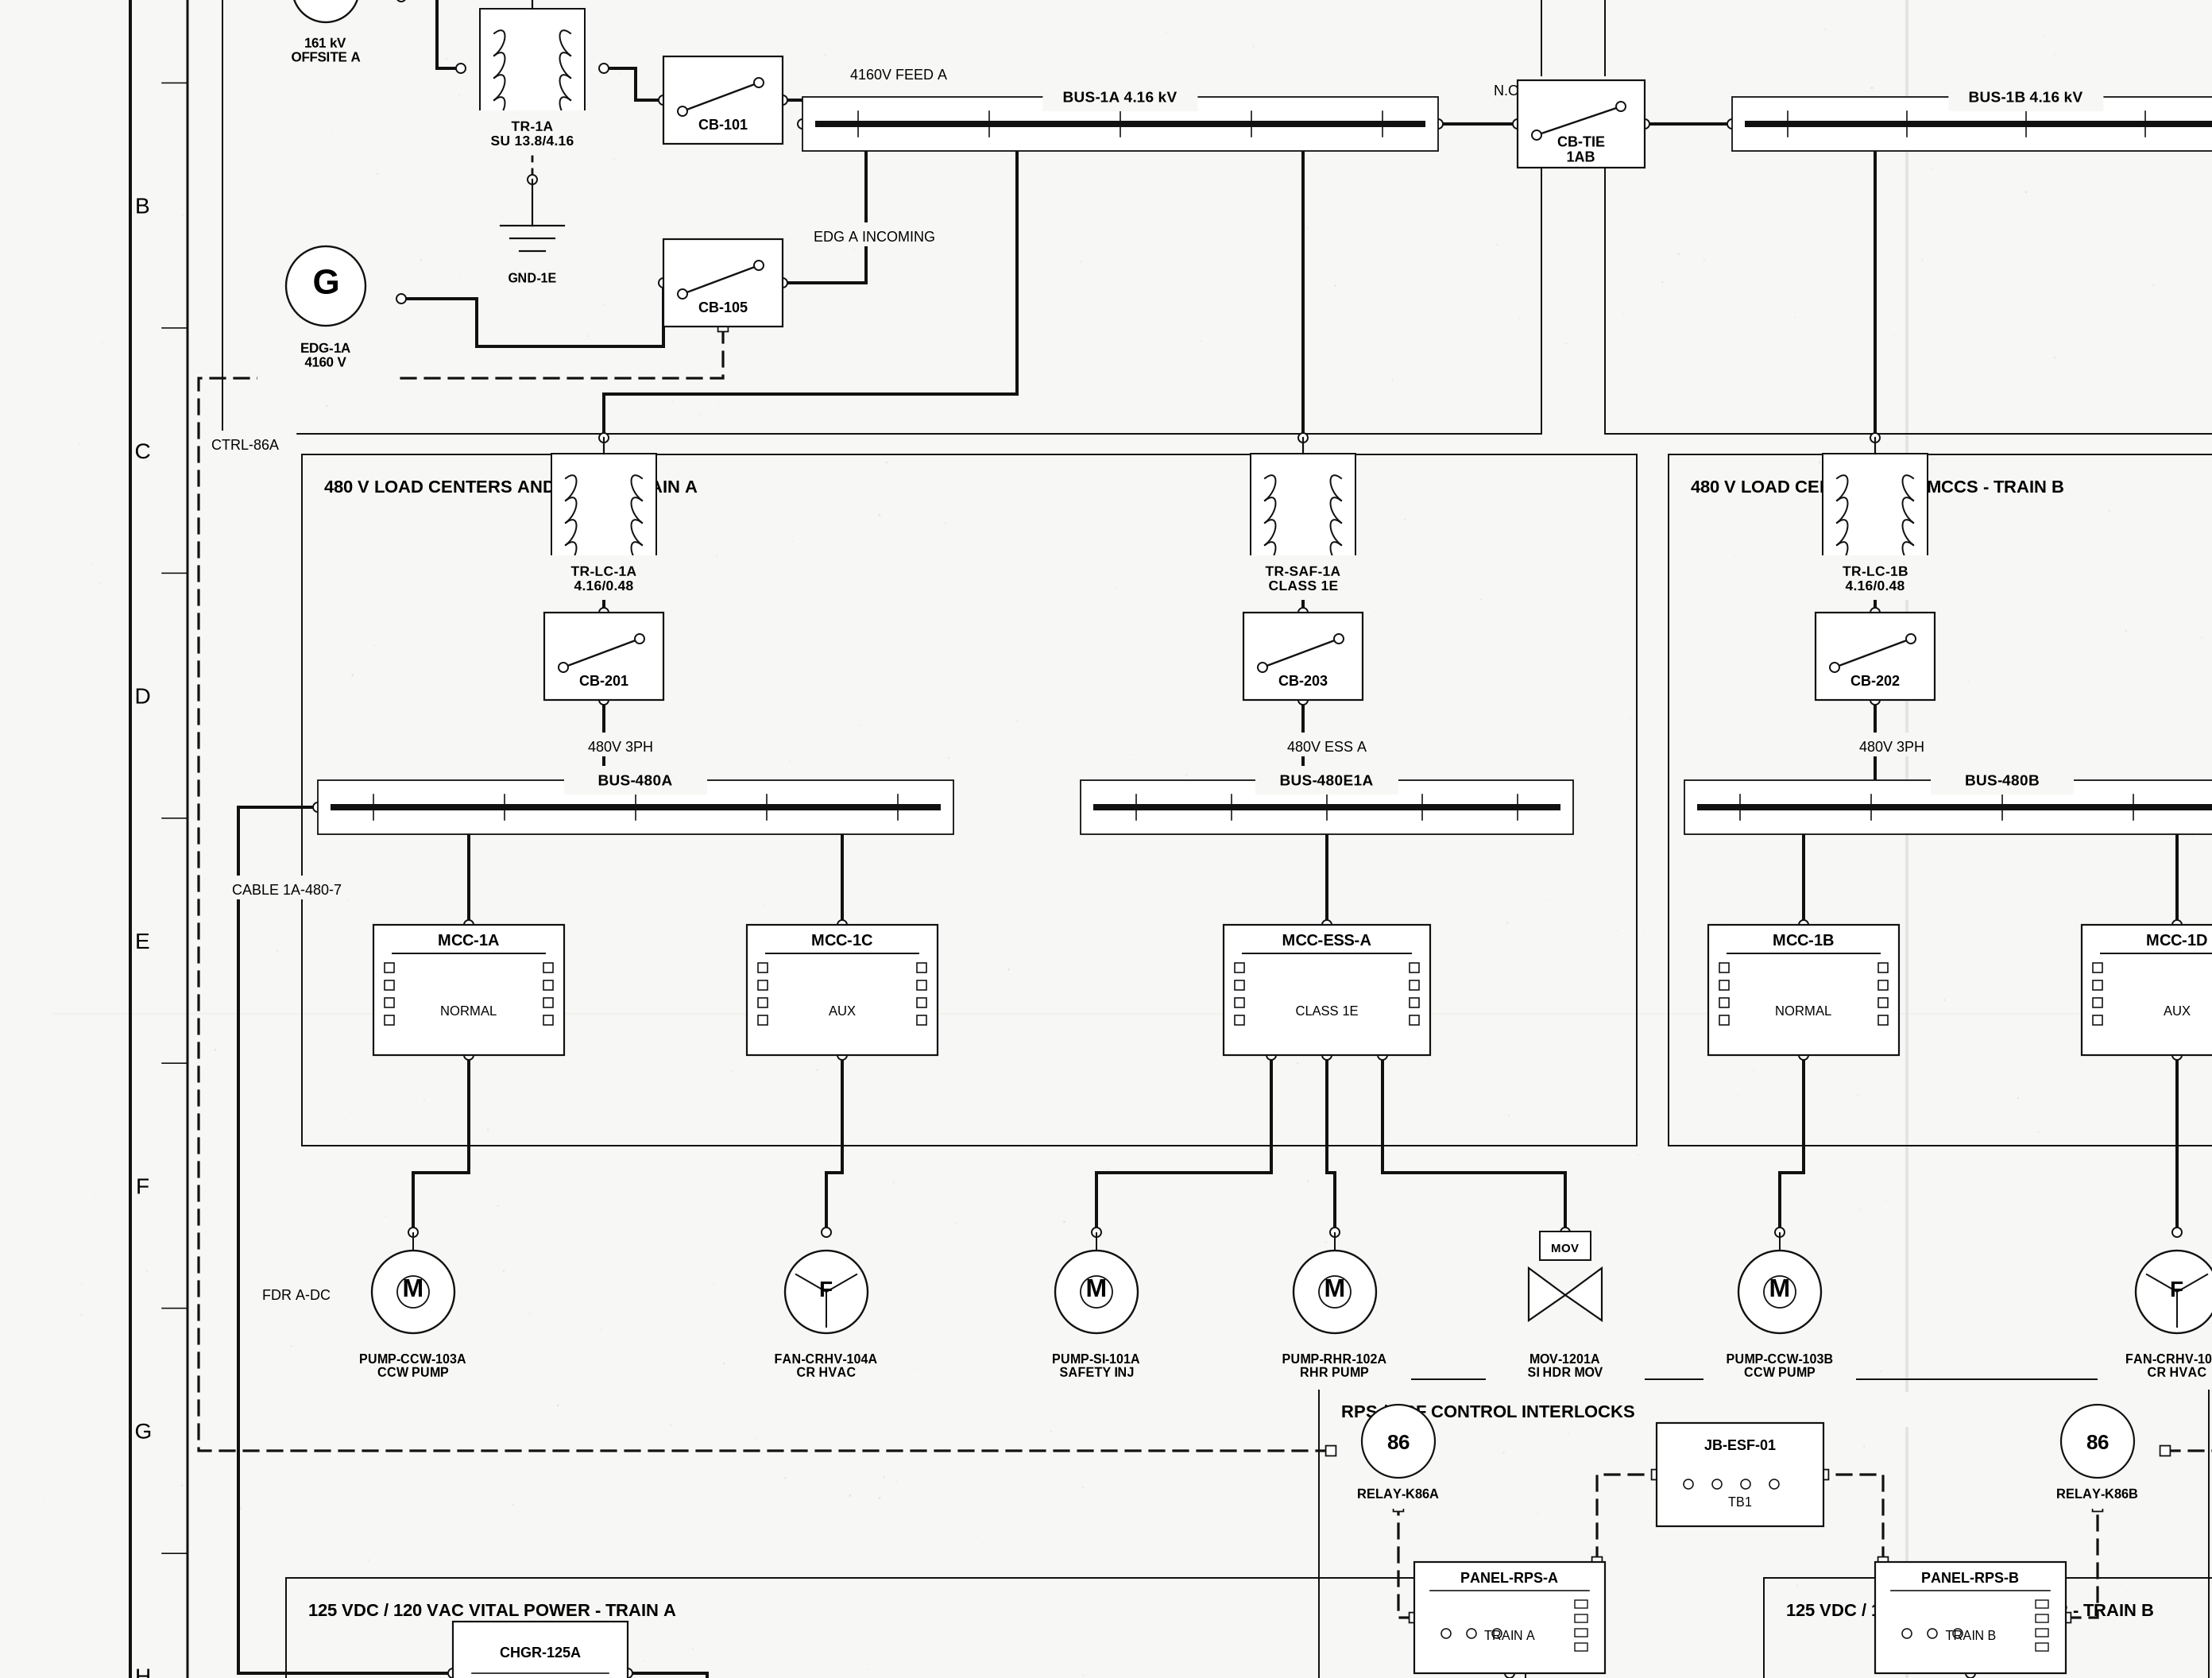 161 kV
OFFSITE A
4160V FEED A
N.O
BUS-1A 4.16 kV
BUS-1B 4.16 kV
CB-101
TR-1A
SU 13.8/4.16
CB-TIE
1AB
B
EDG A INCOMING
G
GND-1E
CB-105
EDG-1A
4160 V
CTRL-86A
C
480 V LOAD CENTERS AND
AIN A
480 V LOAD CE
MCCS - TRAIN B
TR-LC-1A
4.16/0.48
TR-SAF-1A
CLASS 1E
TR-LC-1B
4.16/0.48
CB-201
CB-203
CB-202
D
480V 3PH
480V ESS A
480V 3PH
BUS-480A
BUS-480E1A
BUS-480B
CABLE 1A-480-7
E
MCC-1A
MCC-1C
MCC-ESS-A
MCC-1B
MCC-1D
NORMAL
AUX
CLASS 1E
NORMAL
AUX
F
MOV
FDR A-DC
M
F
M
M
M
F
PUMP-CCW-103A
CCW PUMP
FAN-CRHV-104A
CR HVAC
PUMP-SI-101A
SAFETY INJ
PUMP-RHR-102A
RHR PUMP
MOV-1201A
SI HDR MOV
PUMP-CCW-103B
CCW PUMP
FAN-CRHV-10
CR HVAC
G
RPS
CONTROL INTERLOCKS
86
JB-ESF-01
86
RELAY-K86A
TB1
RELAY-K86B
PANEL-RPS-A
PANEL-RPS-B
125 VDC / 120 VAC VITAL POWER - TRAIN A
125 VDC / 1
- TRAIN B
TRAIN A
TRAIN B
CHGR-125A
H